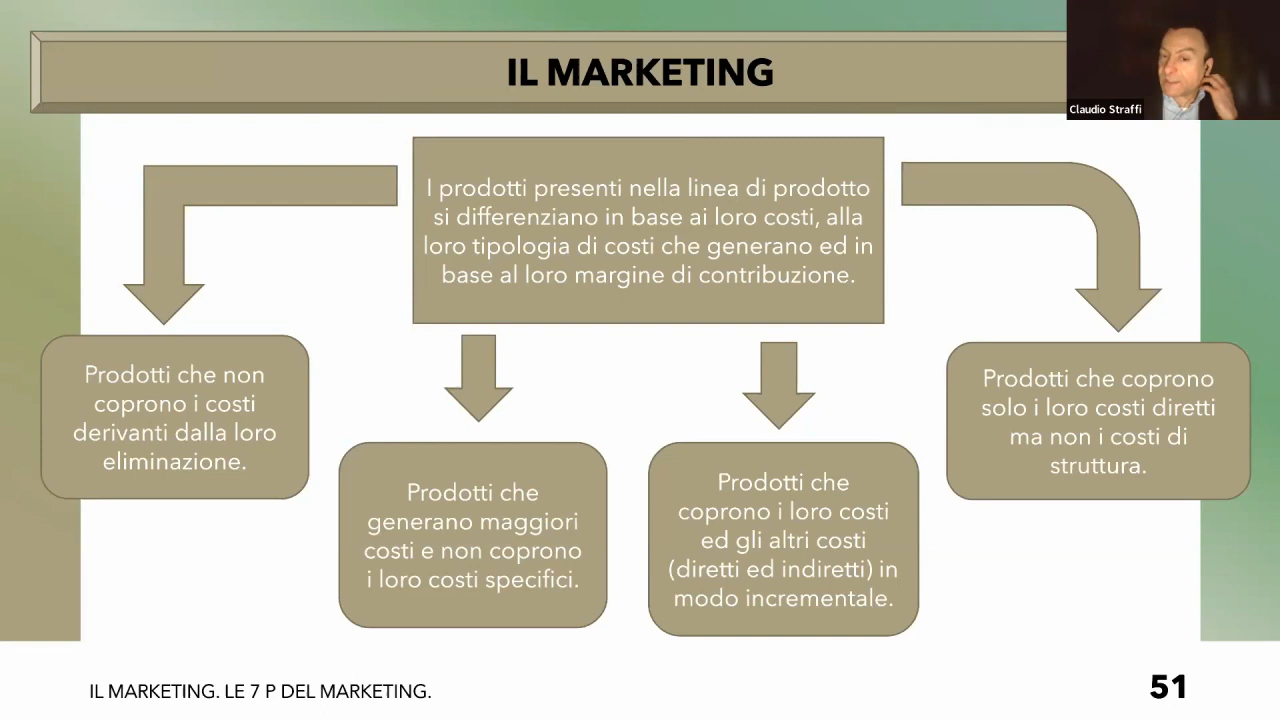 IL MARKETING
Claudio Straffi
I prodotti presenti nella linea di prodotto
si differenziano in base ai loro costi, alla
loro tipologia di costi che generano ed in
base al loro margine di contribuzione.
Prodotti che non
coprono i costi
derivanti dalla loro
eliminazione.
Prodotti che
generano maggiori
costi e non coprono
i loro costi specifici.
Prodotti che
coprono i loro costi
ed gli altri costi
(diretti ed indiretti) in
modo incrementale.
Prodotti che coprono
solo i loro costi diretti
ma non i costi di
struttura.
IL MARKETING. LE 7 P DEL MARKETING.
51